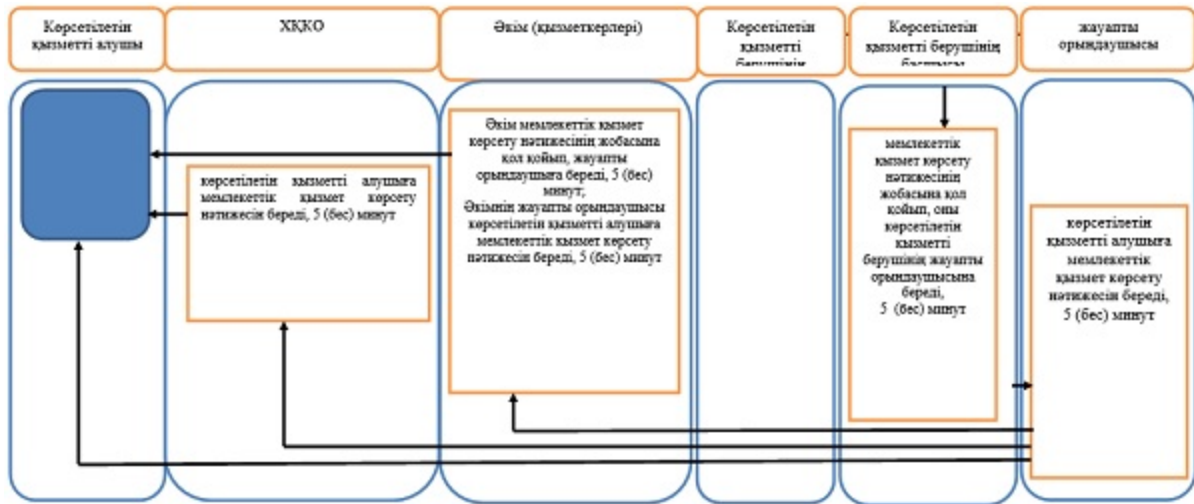 Көрсетілетін
қызметті алушы
ХҚКО
Әкім (қызметкерлері)
Көрсетілетін
қызметті
берушінің
Көрсетілетін
қызметті берушінің
басшысы
жауапты
орындаушысы
көрсетілетін қызметті алушыға
мемлекеттік қызмет көрсету
нәтижесін береді, 5 (бес) минут
Әкім мемлекеттік қызмет
көрсету нәтижесінің жобасына
қол қойып, жауапты
орындаушыға береді, 5 (бес)
минут;
Әкімнің жауапты орындаушысы
көрсетілетін қызметті алушыға
мемлекеттік қызмет көрсету
нәтижесін береді, 5 (бес) минут
мемлекеттік
қызмет көрсету
нәтижесінің
жобасына қол
қойып, оны
көрсетілетін
қызметті
берушінің жауапты
орындаушысына
береді,
5 (бес) минут
көрсетілетін
қызметті алушыға
мемлекеттік
қызмет көрсету
нәтижесін береді,
5 (бес) минут